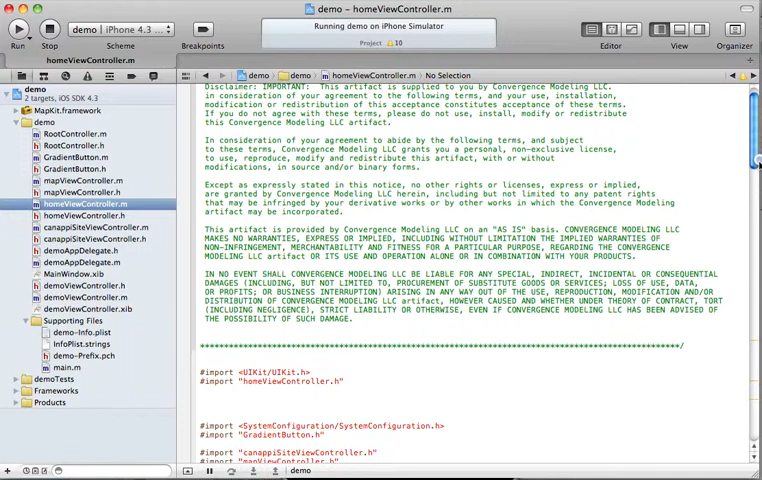 demo – homeViewController.m
Run
Stop
demo | iPhone 4.3 ...
Scheme
Breakpoints
Running demo on iPhone Simulator
Project 10
Editor
View
Organizer
homeViewController.m
demo
demo
homeViewController.m
No Selection
demo
2 targets, iOS SDK 4.3
MapKit.framework
demo
RootController.m
RootController.h
GradientButton.m
GradientButton.h
mapViewController.m
mapViewController.h
homeViewController.m
homeViewController.h
canappiSiteViewController.m
canappiSiteViewController.h
demoAppDelegate.h
demoAppDelegate.m
MainWindow.xib
demoViewController.h
demoViewController.m
demoViewController.xib
Supporting Files
demo-Info.plist
InfoPlist.strings
demo-Prefix.pch
main.m
demoTests
Frameworks
Products
Disclaimer: IMPORTANT: This artifact is supplied to you by Convergence Modeling LLC.
in consideration of your agreement to the following terms, and your use, installation,
modification or redistribution of this acceptance constitutes acceptance of these terms.
If you do not agree with these terms, please do not use, install, modify or redistribute
this Convergence Modeling LLC artifact.
In consideration of your agreement to abide by the following terms, and subject
to these terms, Convergence Modeling LLC grants you a personal, non-exclusive license,
to use, reproduce, modify and redistribute this artifact, with or without
modifications, in source and/or binary forms.
Except as expressly stated in this notice, no other rights or licenses, express or implied,
are granted by Convergence Modeling LLC herein, including but not limited to any patent rights
that may be infringed by your derivative works or by other works in which the Convergence Modeling
artifact may be incorporated.
This artifact is provided by Convergence Modeling LLC on an "AS IS" basis. CONVERGENCE MODELING LLC
MAKES NO WARRANTIES, EXPRESS OR IMPLIED, INCLUDING WITHOUT LIMITATION THE IMPLIED WARRANTIES OF
NON-INFRINGEMENT, MERCHANTABILITY AND FITNESS FOR A PARTICULAR PURPOSE, REGARDING THE CONVERGENCE
MODELING LLC artifact OR ITS USE AND OPERATION ALONE OR IN COMBINATION WITH YOUR PRODUCTS.
IN NO EVENT SHALL CONVERGENCE MODELING LLC BE LIABLE FOR ANY SPECIAL, INDIRECT, INCIDENTAL OR CONSEQUENTIAL
DAMAGES (INCLUDING, BUT NOT LIMITED TO, PROCUREMENT OF SUBSTITUTE GOODS OR SERVICES; LOSS OF USE, DATA,
OR PROFITS; OR BUSINESS INTERRUPTION) ARISING IN ANY WAY OUT OF THE USE, REPRODUCTION, MODIFICATION AND/OR
DISTRIBUTION OF CONVERGENCE MODELING LLC artifact, HOWEVER CAUSED AND WHETHER UNDER THEORY OF CONTRACT, TORT
(INCLUDING NEGLIGENCE), STRICT LIABILITY OR OTHERWISE, EVEN IF CONVERGENCE MODELING LLC HAS BEEN ADVISED OF
THE POSSIBILITY OF SUCH DAMAGE.
#import <UIKit/UIKit.h>
#import "homeViewController.h"
#import <SystemConfiguration/SystemConfiguration.h>
#import "GradientButton.h"
#import "canappiSiteViewController.h"
#import "mapViewController.h"
demo